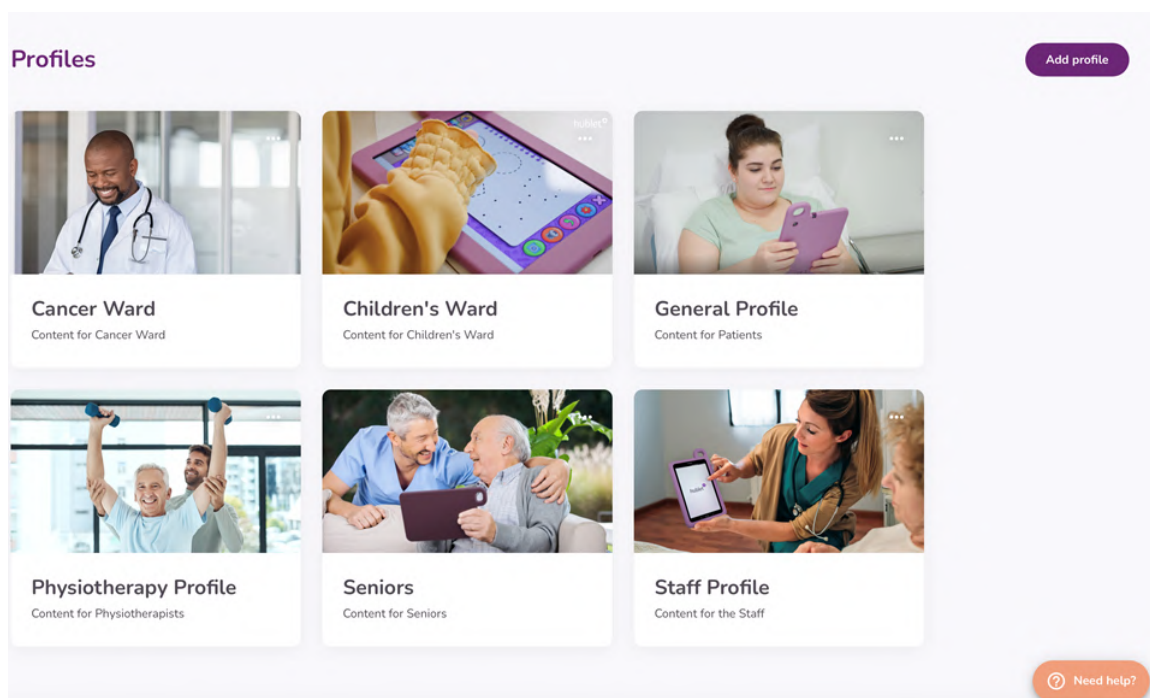 Profiles
Add profile
hublet
Cancer Ward
Content for Cancer Ward
Children's Ward
Content for Children's Ward
General Profile
Content for Patients
Physiotherapy Profile
Content for Physiotherapists
Seniors
Content for Seniors
Staff Profile
Content for the Staff
Need help?